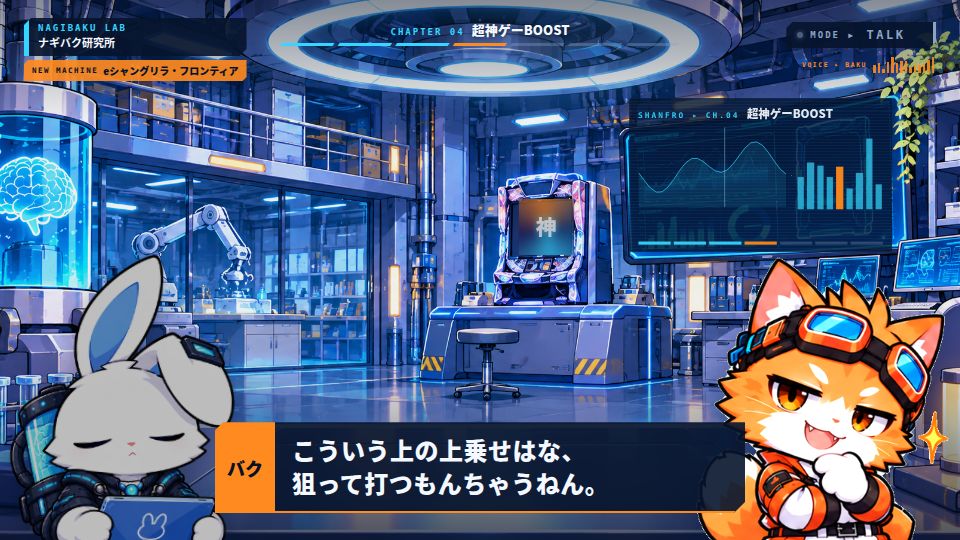 NAGIBAKU LAB
ナギバク研究所
NEW MACHINE eシャングリラ・フロンティア
CHAPTER 04 超神ゲーBOOST
MODE ▸ TALK
VOICE • BAKU
SHANFRO ▸ CH.04 超神ゲーBOOST
神
バク
こういう上の上乗せはな、
狙って打つもんちゃうねん。